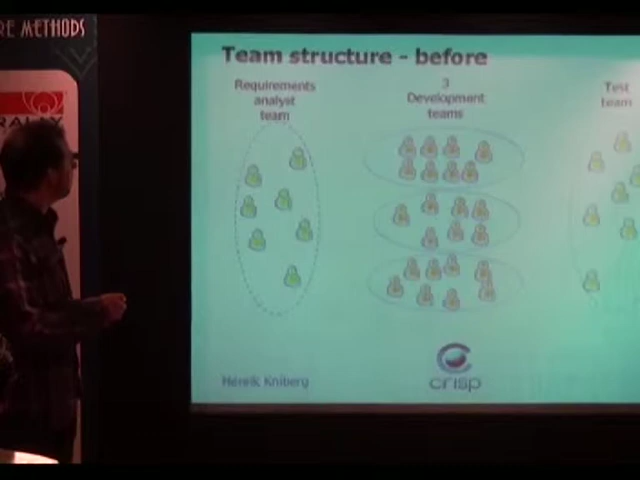 RE METHODS
RALLY
Team structure - before
Requirements
analyst
team
3
Development
teams
Test
team
Henrik Kniberg
crisp